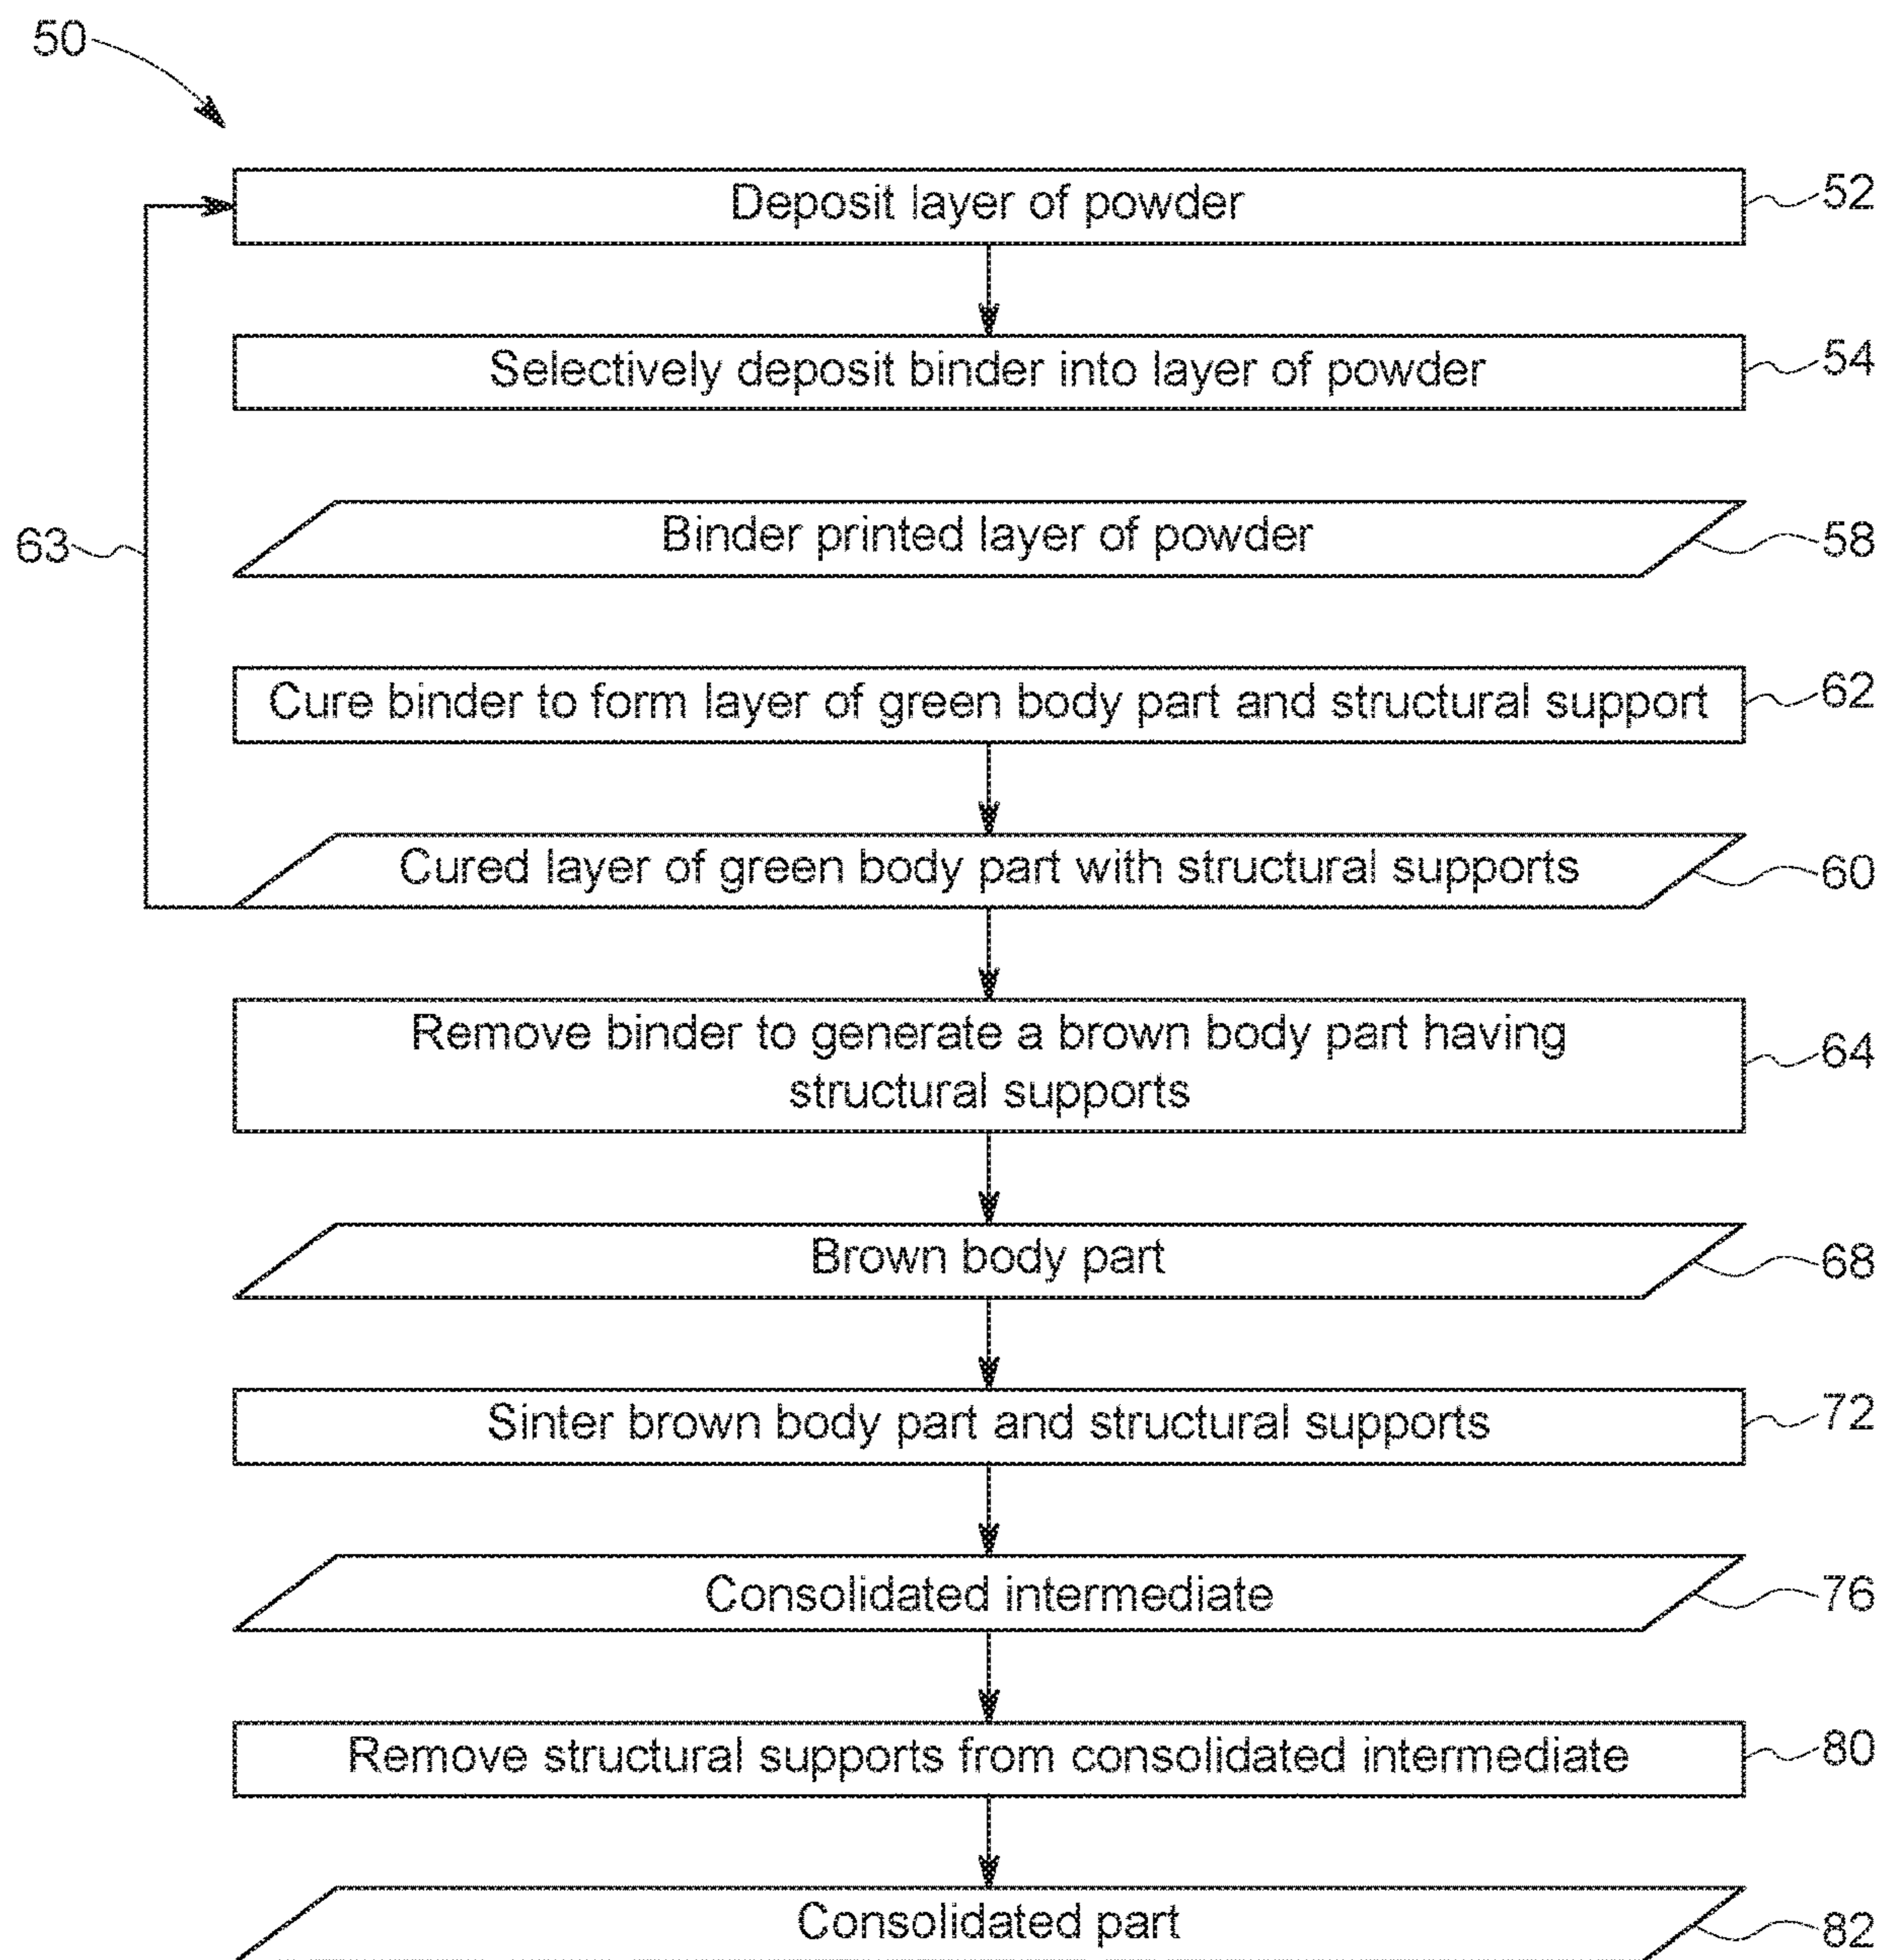 50
Deposit layer of powder
52
Selectively deposit binder into layer of powder
54
Binder printed layer of powder
58
63
Cure binder to form layer of green body part and structural support
62
Cured layer of green body part with structural supports
60
Remove binder to generate a brown body part having
structural supports
64
Brown body part
68
Sinter brown body part and structural supports
72
Consolidated intermediate
76
Remove structural supports from consolidated intermediate
80
Consolidated part
82